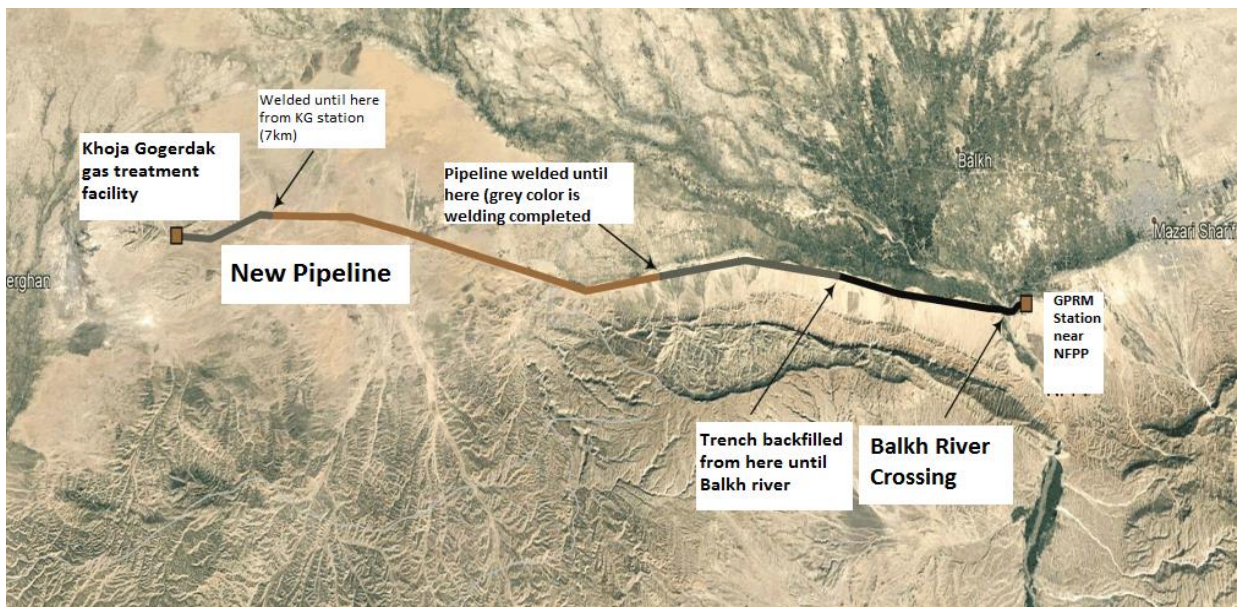 Welded until here
from KG station
(7km)
Khoja Gogerdak
gas treatment
facility
Pipeline welded until
here (grey color is
welding completed
Balkh
Mazari Sharif
New Pipeline
erghan
GPRM
Station
near
NFPP
Trench backfilled
from here until
Balkh river
Balkh River
Crossing